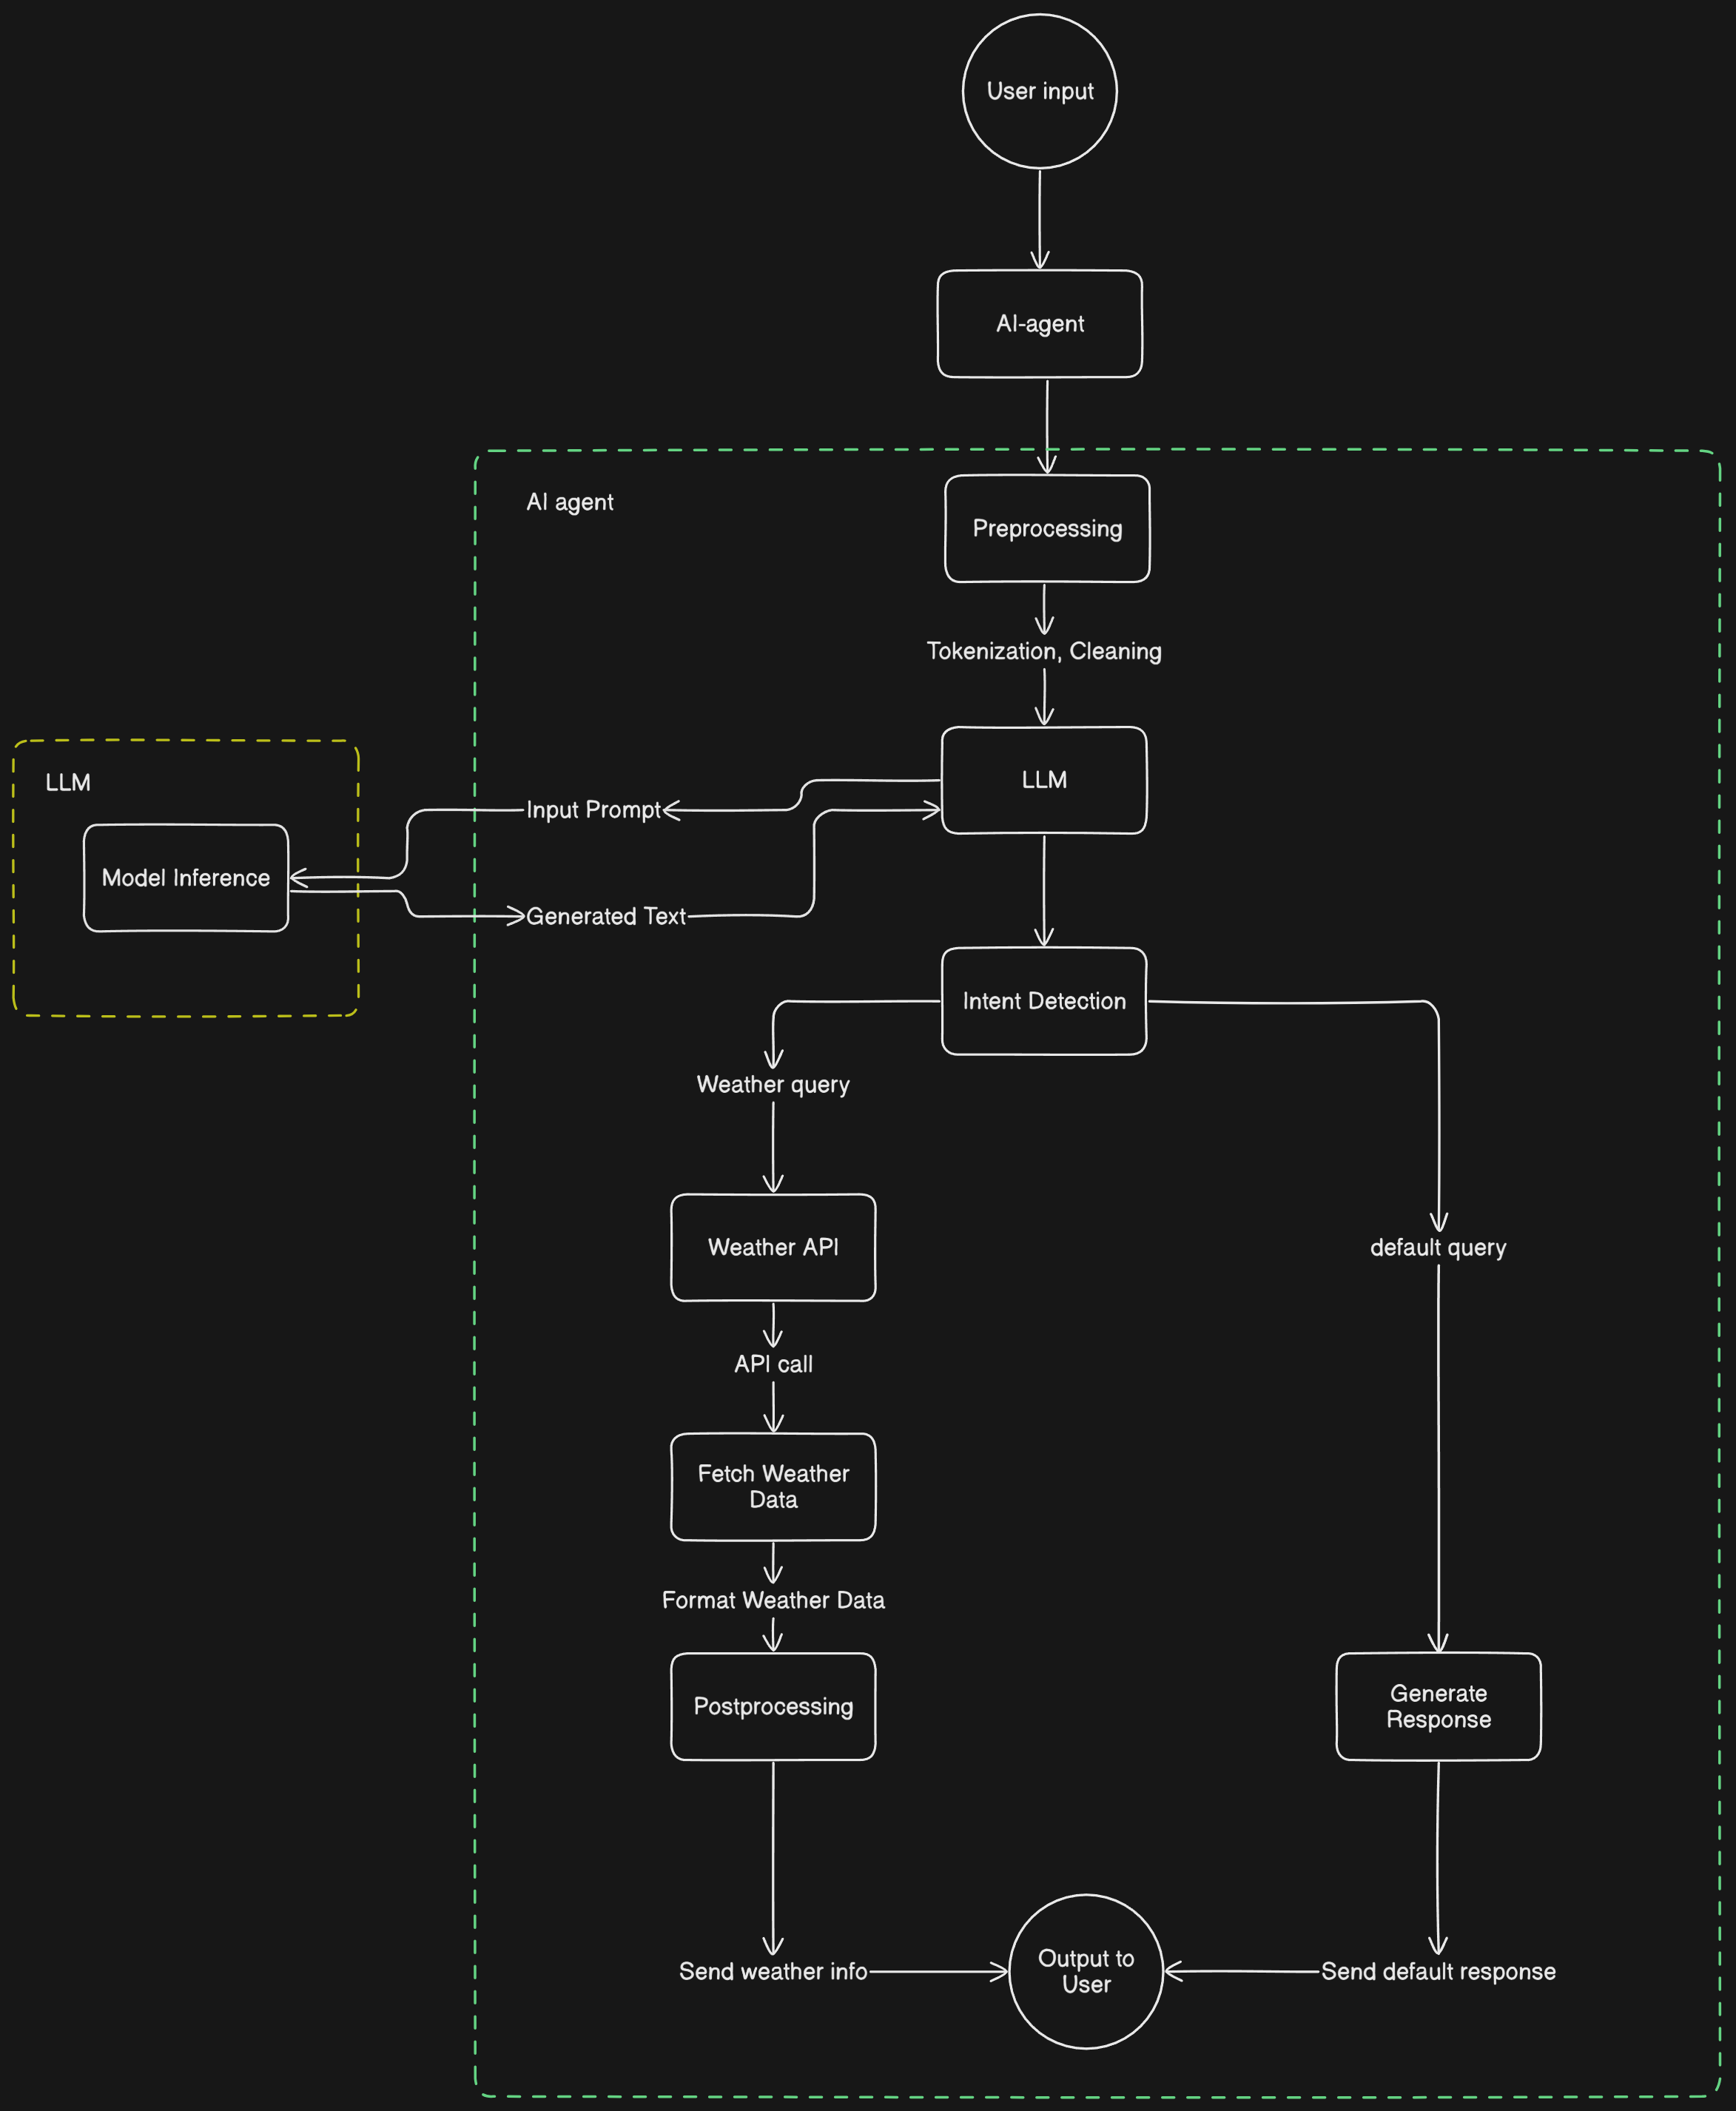 User input
AI-agent
AI agent
Preprocessing
Tokenization, Cleaning
LLM
LLM
Input Prompt
Model Inference
Generated Text
Intent Detection
Weather query
Weather API
default query
API call
Fetch Weather
Data
Format Weather Data
Postprocessing
Generate
Response
Send weather info
Output to
User
Send default response